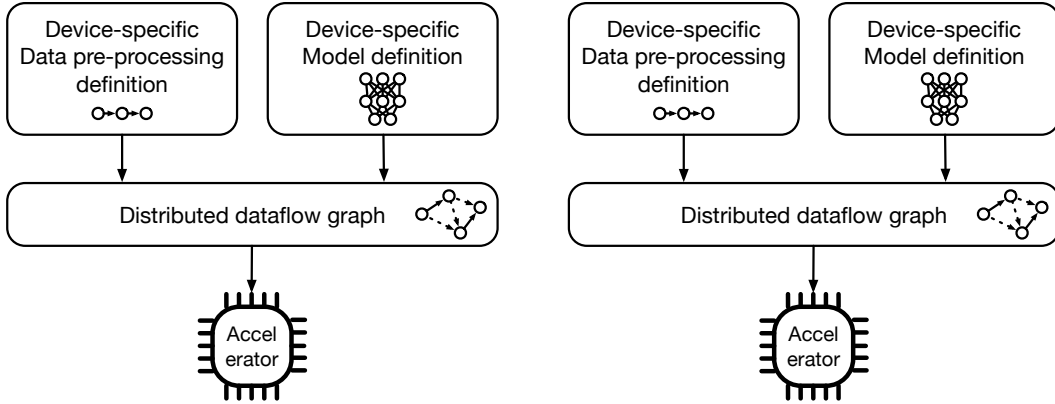 Device-specific
Data pre-processing
definition
Device-specific
Model definition
Distributed dataflow graph
Accel
erator
Device-specific
Data pre-processing
definition
Device-specific
Model definition
Distributed dataflow graph
Accel
erator